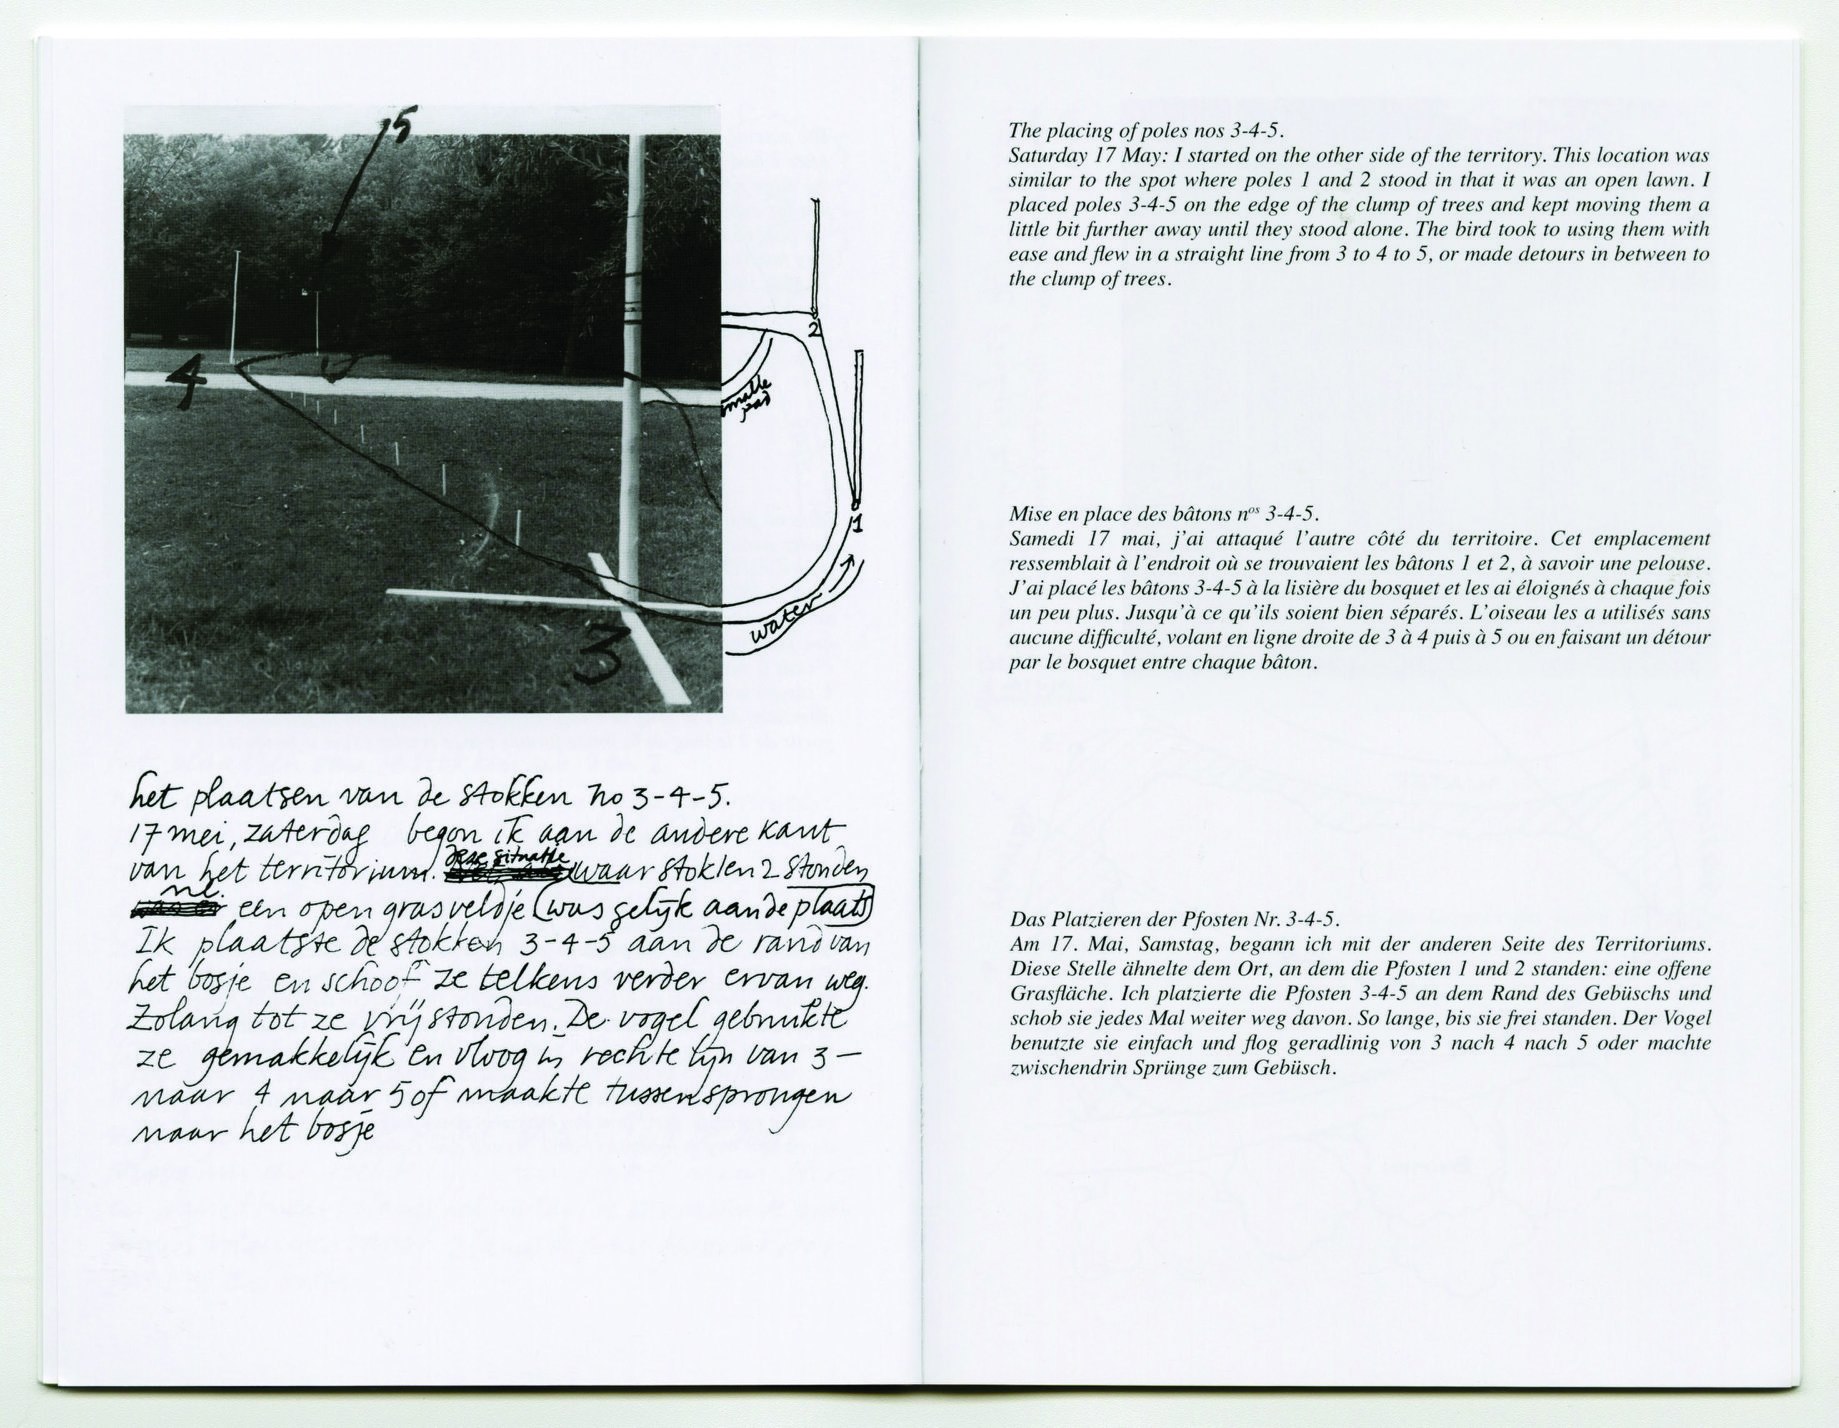 5
4
3
2
smalle
pad
1
water
het plaatsen van de stokken no 3-4-5.
17 mei, zaterdag begon ik aan de andere kant
van het territorium. deze situatie waar stokken 2 stonden
nl. een open grasveldje (was gelijk aan de plaats)
Ik plaatste de stokken 3-4-5 aan de rand van
het bosje en schoof ze telkens verder ervan weg.
Zolang tot ze vrij stonden. De vogel gebruikte
ze gemakkelijk en vloog in rechte lijn van 3-
naar 4 naar 5 of maakte tussensprongen
naar het bosje
The placing of poles nos 3-4-5.
Saturday 17 May: I started on the other side of the territory. This location was
similar to the spot where poles 1 and 2 stood in that it was an open lawn. I
placed poles 3-4-5 on the edge of the clump of trees and kept moving them a
little bit further away until they stood alone. The bird took to using them with
ease and flew in a straight line from 3 to 4 to 5, or made detours in between to
the clump of trees.
Mise en place des bâtons nos 3-4-5.
Samedi 17 mai, j'ai attaqué l'autre côté du territoire. Cet emplacement
ressemblait à l'endroit où se trouvaient les bâtons 1 et 2, à savoir une pelouse.
J'ai placé les bâtons 3-4-5 à la lisière du bosquet et les ai éloignés à chaque fois
un peu plus. Jusqu'à ce qu'ils soient bien séparés. L'oiseau les a utilisés sans
aucune difficulté, volant en ligne droite de 3 à 4 puis à 5 ou en faisant un détour
par le bosquet entre chaque bâton.
Das Platzieren der Pfosten Nr. 3-4-5.
Am 17. Mai, Samstag, begann ich mit der anderen Seite des Territoriums.
Diese Stelle ähnelte dem Ort, an dem die Pfosten 1 und 2 standen: eine offene
Grasfläche. Ich platzierte die Pfosten 3-4-5 an dem Rand des Gebüschs und
schob sie jedes Mal weiter weg davon. So lange, bis sie frei standen. Der Vogel
benutzte sie einfach und flog geradlinig von 3 nach 4 nach 5 oder machte
zwischendrin Sprünge zum Gebüsch.